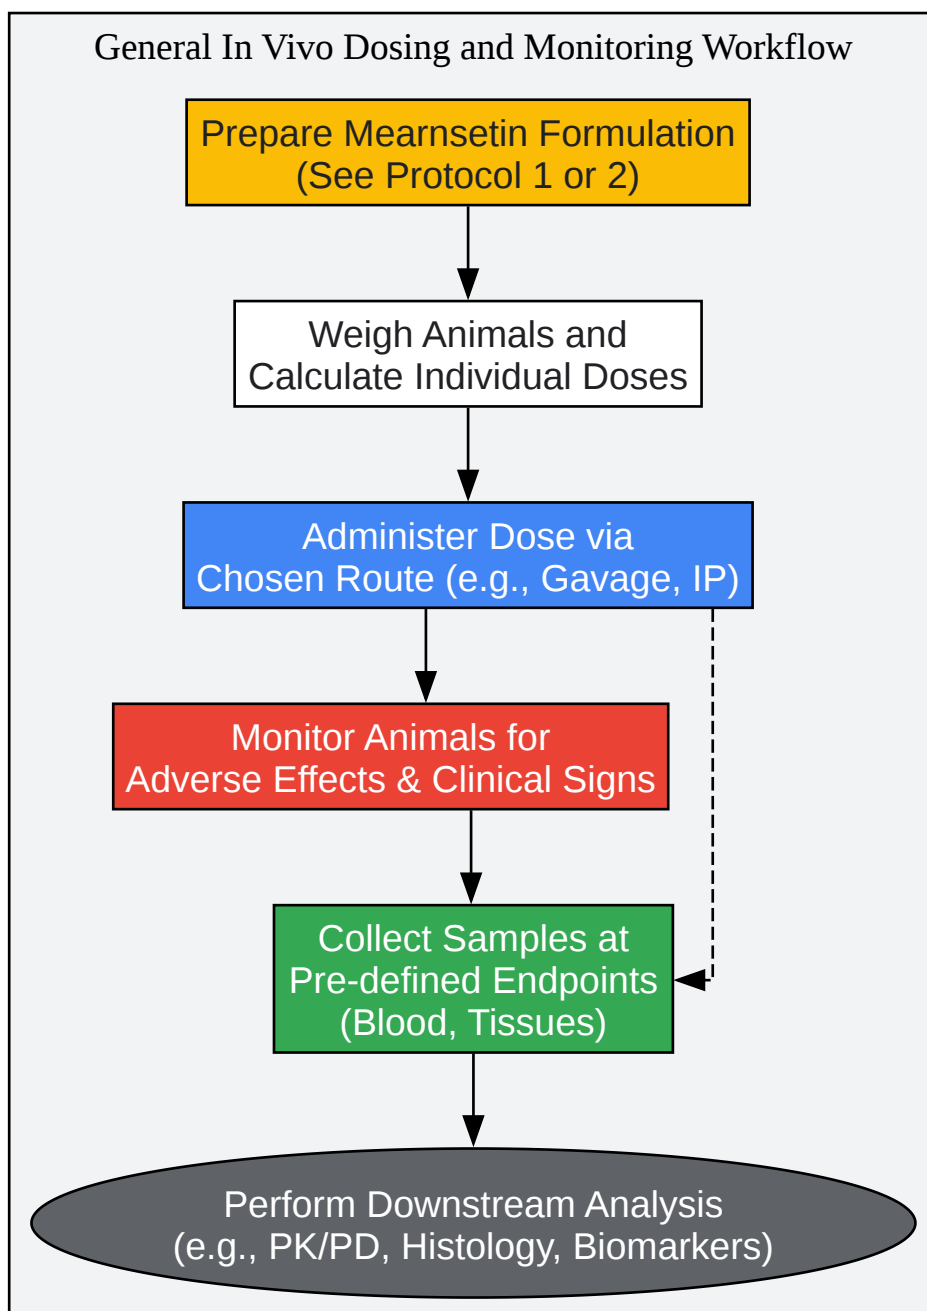 General In Vivo Dosing and Monitoring Workflow
Prepare Mearnsetin Formulation
(See Protocol 1 or 2)
Weigh Animals and
Calculate Individual Doses
Administer Dose via
Chosen Route (e.g., Gavage, IP)
Monitor Animals for
Adverse Effects & Clinical Signs
Collect Samples at
Pre-defined Endpoints
(Blood, Tissues)
Perform Downstream Analysis
(e.g., PK/PD, Histology, Biomarkers)